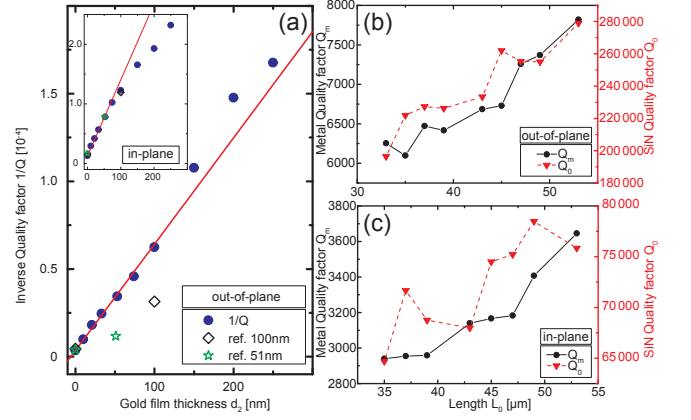 (a)
Inverse Quality factor 1/Q [10⁻⁴]
2.0
1.5
1.0
0.5
0
0
100
200
Gold film thickness d₂ [nm]
2.0
1.0
0
0
100
200
in-plane
out-of-plane
1/Q
ref. 100nm
ref. 51nm
(b)
Metal Quality factor Qₘ
8000
7500
7000
6500
6000
30
40
50
SiN Quality factor Q₀
280 000
260 000
240 000
220 000
200 000
180 000
out-of-plane
Qₘ
Q₀
(c)
Metal Quality factor Qₘ
3800
3600
3400
3200
3000
2800
35
40
45
50
55
Length L₀ [µm]
SiN Quality factor Q₀
80 000
75 000
70 000
65 000
in-plane
Qₘ
Q₀